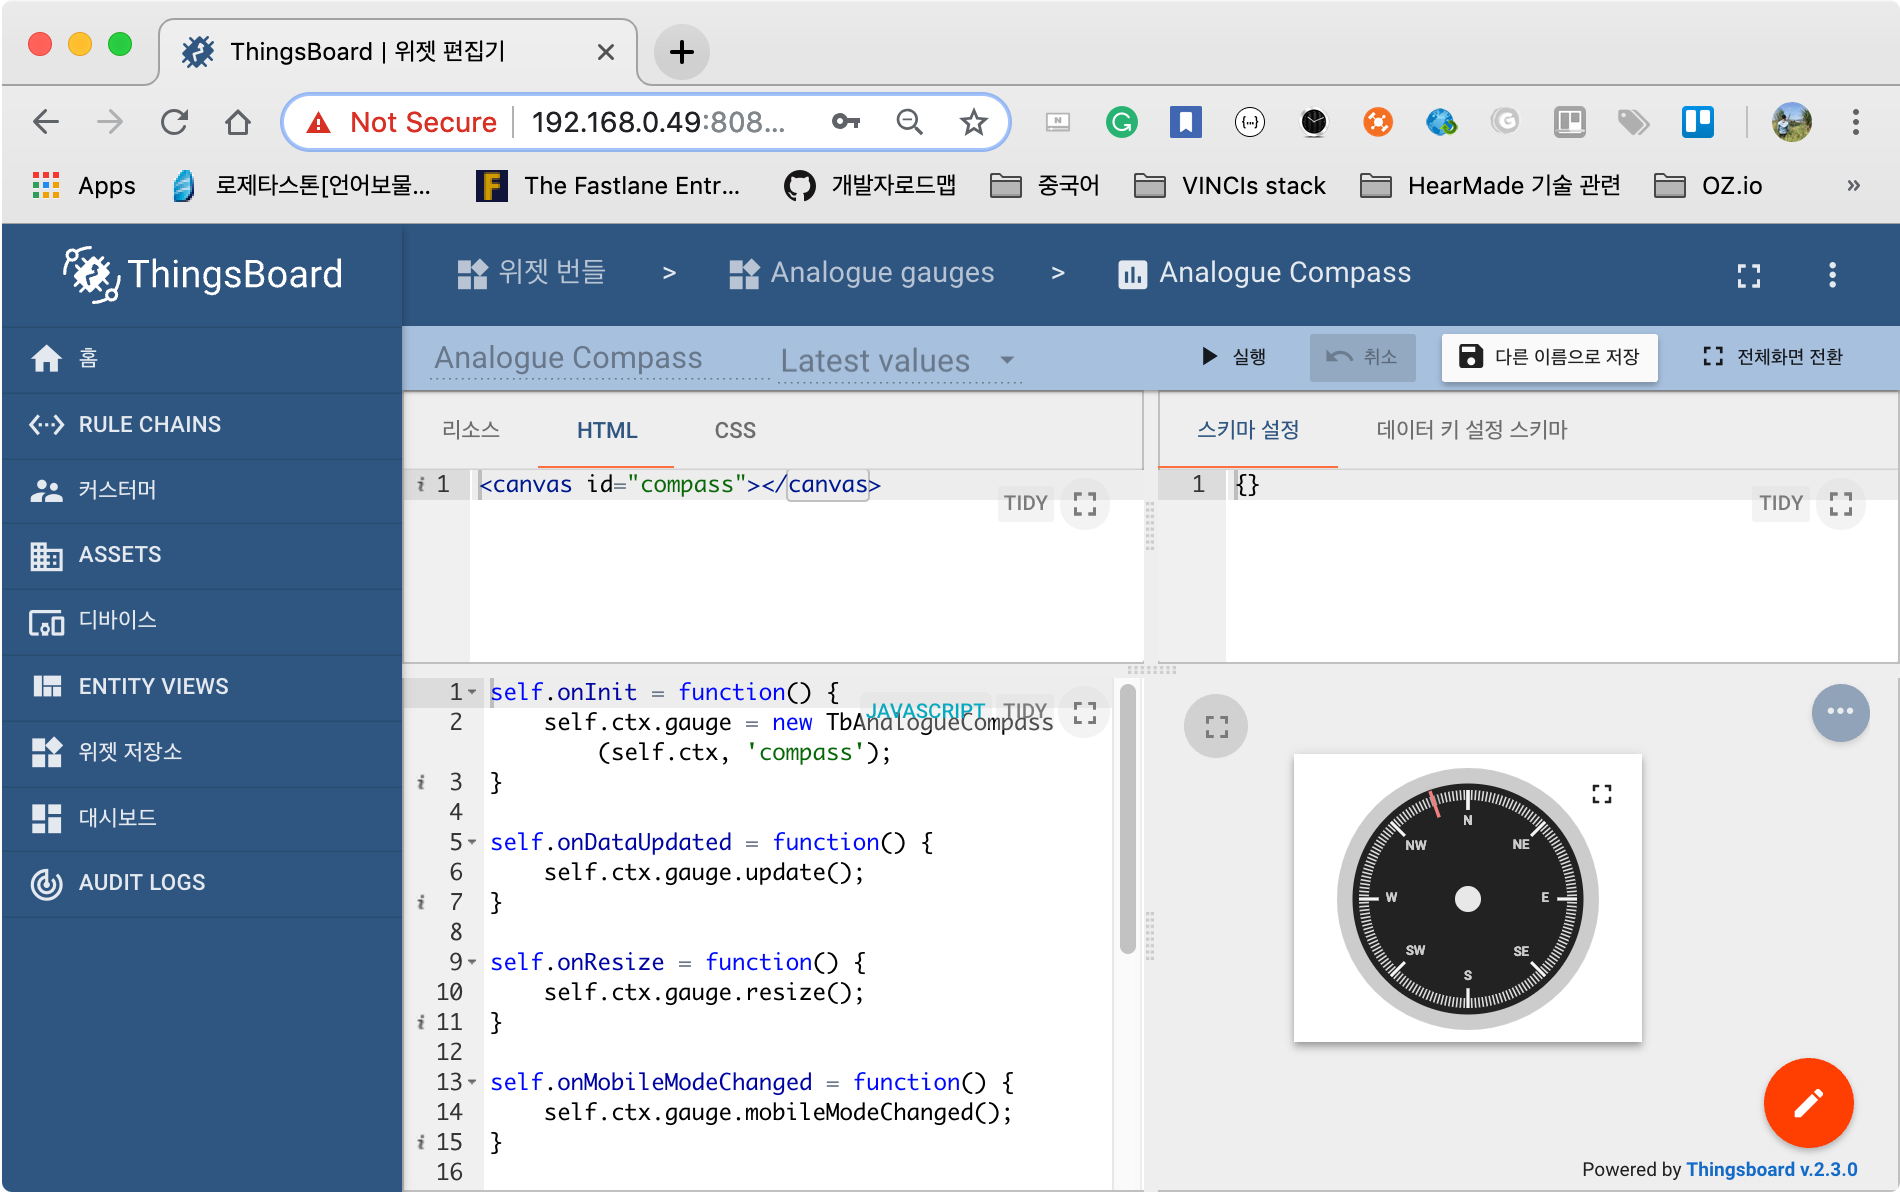 ThingsBoard | 위젯 편집기
Not Secure 192.168.0.49:808...
Apps 로제타스톤[언어보물... The Fastlane Entr... 개발자로드맵 중국어 VINCIs stack HearMade 기술 관련 OZ.io »
ThingsBoard
위젯 번들 > Analogue gauges > Analogue Compass
홈
RULE CHAINS
커스터머
ASSETS
디바이스
ENTITY VIEWS
위젯 저장소
대시보드
AUDIT LOGS
Analogue Compass Latest values 실행 취소 다른 이름으로 저장 전체화면 전환
리소스 HTML CSS
1 <canvas id="compass"></canvas>
TIDY
스키마 설정 데이터 키 설정 스키마
1 {}
TIDY
JAVASCRIPT TIDY
1 self.onInit = function() {
2 self.ctx.gauge = new TbAnalogueCompass
(self.ctx, 'compass');
3 }
4
5 self.onDataUpdated = function() {
6 self.ctx.gauge.update();
7 }
8
9 self.onResize = function() {
10 self.ctx.gauge.resize();
11 }
12
13 self.onMobileModeChanged = function() {
14 self.ctx.gauge.mobileModeChanged();
15 }
16
N
NW NE
W E
SW SE
S
Powered by Thingsboard v.2.3.0